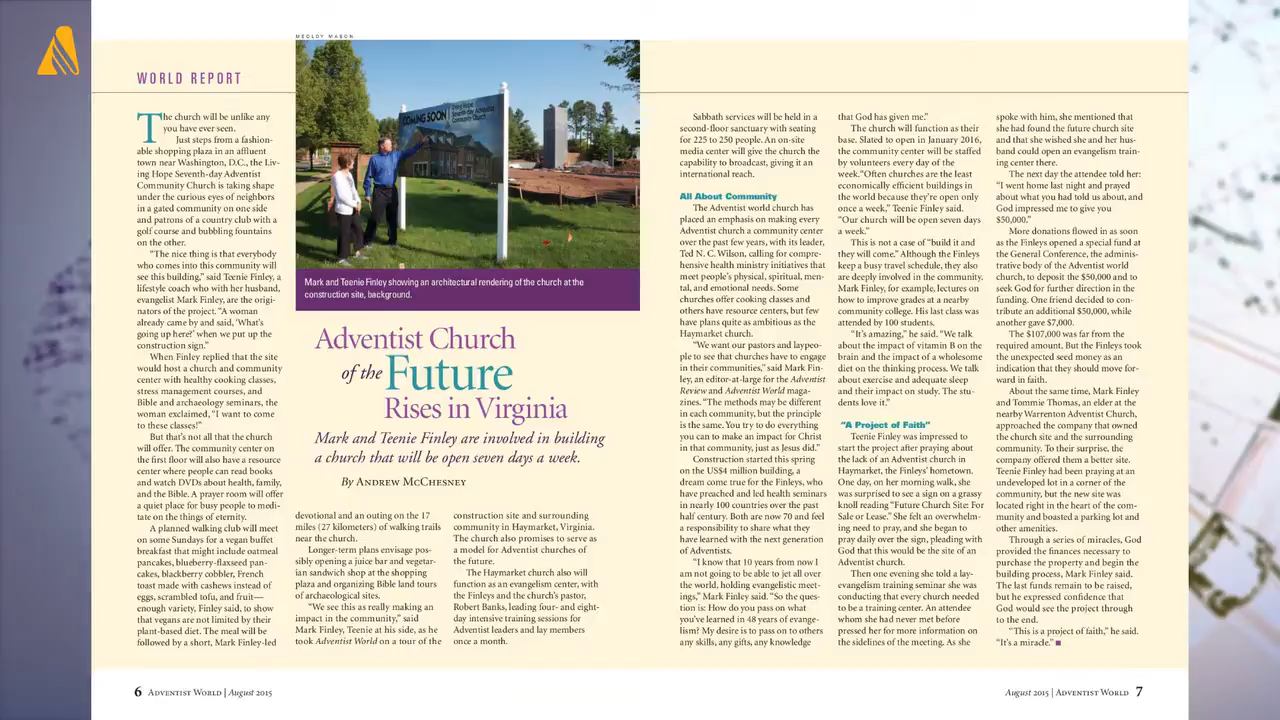 MEGLDY MASON
WORLD REPORT
The church will be unlike any
you have ever seen.
Just steps from a fashion-
able shopping plaza in an affluent
town near Washington, D.C., the Liv-
ing Hope Seventh-day Adventist
Community Church is taking shape
under the curious eyes of neighbors
in a gated community on one side
and patrons of a country club with a
golf course and bubbling fountains
on the other.
"The nice thing is that everybody
who comes into this community will
see this building," said Teenie Finley, a
lifestyle coach who with her husband,
evangelist Mark Finley, are the origi-
nators of the project. "A woman
already came by and said, 'What's
going up here?' when we put up the
construction sign."
When Finley replied that the site
would host a church and community
center with healthy cooking classes,
stress management courses, and
Bible and archaeology seminars, the
woman exclaimed, "I want to come
to these classes!"
But that's not all that the church
will offer. The community center on
the first floor will also have a resource
center where people can read books
and watch DVDs about health, family,
and the Bible. A prayer room will offer
a quiet place for busy people to medi-
tate on the things of eternity.
A planned walking club will meet
on some Sundays for a vegan buffet
breakfast that might include oatmeal
pancakes, blueberry-flaxseed pan-
cakes, blackberry cobbler, French
toast made with cashews instead of
eggs, scrambled tofu, and fruit—
enough variety, Finley said, to show
that vegans are not limited by their
plant-based diet. The meal will be
followed by a short, Mark Finley-led
COMING SOON
Living Hope
Seventh-day Adventist
Community Church
Mark and Teenie Finley showing an architectural rendering of the church at the
construction site, background.
Adventist Church
of the Future
Rises in Virginia
Mark and Teenie Finley are involved in building
a church that will be open seven days a week.
By Andrew McChesney
devotional and an outing on the 17
miles (27 kilometers) of walking trails
near the church.
Longer-term plans envisage pos-
sibly opening a juice bar and vegetar-
ian sandwich shop at the shopping
plaza and organizing Bible land tours
of archaeological sites.
"We see this as really making an
impact in the community," said
Mark Finley, Teenie at his side, as he
took Adventist World on a tour of the
construction site and surrounding
community in Haymarket, Virginia.
The church also promises to serve as
a model for Adventist churches of
the future.
The Haymarket church also will
function as an evangelism center, with
the Finleys and the church's pastor,
Robert Banks, leading four- and eight-
day intensive training sessions for
Adventist leaders and lay members
once a month.
Sabbath services will be held in a
second-floor sanctuary with seating
for 225 to 250 people. An on-site
media center will give the church the
capability to broadcast, giving it an
international reach.
All About Community
The Adventist world church has
placed an emphasis on making every
Adventist church a community center
over the past few years, with its leader,
Ted N. C. Wilson, calling for compre-
hensive health ministry initiatives that
meet people's physical, spiritual, men-
tal, and emotional needs. Some
churches offer cooking classes and
others have resource centers, but few
have plans quite as ambitious as the
Haymarket church.
"We want our pastors and laypeo-
ple to see that churches have to engage
in their communities," said Mark Fin-
ley, an editor-at-large for the Adventist
Review and Adventist World maga-
zines. "The methods may be different
in each community, but the principle
is the same. You try to do everything
you can to make an impact for Christ
in that community, just as Jesus did."
Construction started this spring
on the US$4 million building, a
dream come true for the Finleys, who
have preached and led health seminars
in nearly 100 countries over the past
half century. Both are now 70 and feel
a responsibility to share what they
have learned with the next generation
of Adventists.
"I know that 10 years from now I
am not going to be able to jet all over
the world, holding evangelistic meet-
ings," Mark Finley said. "So the ques-
tion is: How do you pass on what
you've learned in 48 years of evange-
lism? My desire is to pass on to others
any skills, any gifts, any knowledge
that God has given me."
The church will function as their
base. Slated to open in January 2016,
the community center will be staffed
by volunteers every day of the
week. "Often churches are the least
economically efficient buildings in
the world because they're open only
once a week," Teenie Finley said.
"Our church will be open seven days
a week."
This is not a case of "build it and
they will come." Although the Finleys
keep a busy travel schedule, they also
are deeply involved in the community.
Mark Finley, for example, lectures on
how to improve grades at a nearby
community college. His last class was
attended by 100 students.
"It's amazing," he said. "We talk
about the impact of vitamin B on the
brain and the impact of a wholesome
diet on the thinking process. We talk
about exercise and adequate sleep
and their impact on study. The stu-
dents love it."
"A Project of Faith"
Teenie Finley was impressed to
start the project after praying about
the lack of an Adventist church in
Haymarket, the Finleys' hometown.
One day, on her morning walk, she
was surprised to see a sign on a grassy
knoll reading "Future Church Site: For
Sale or Lease." She felt an overwhelm-
ing need to pray, and she began to
pray daily over the sign, pleading with
God that this would be the site of an
Adventist church.
Then one evening she told a lay-
evangelism training seminar she was
conducting that every church needed
to be a training center. An attendee
whom she had never met before
pressed her for more information on
the sidelines of the meeting. As she
spoke with him, she mentioned that
she had found the future church site
and that she wished she and her hus-
band could open an evangelism train-
ing center there.
The next day the attendee told her:
"I went home last night and prayed
about what you had told us about, and
God impressed me to give you
$50,000."
More donations flowed in as soon
as the Finleys opened a special fund at
the General Conference, the adminis-
trative body of the Adventist world
church, to deposit the $50,000 and to
seek God for further direction in the
funding. One friend decided to con-
tribute an additional $50,000, while
another gave $7,000.
The $107,000 was far from the
required amount. But the Finleys took
the unexpected seed money as an
indication that they should move for-
ward in faith.
About the same time, Mark Finley
and Tommie Thomas, an elder at the
nearby Warrenton Adventist Church,
approached the company that owned
the church site and the surrounding
community. To their surprise, the
company offered them a better site.
Teenie Finley had been praying at an
undeveloped lot in a corner of the
community, but the new site was
located right in the heart of the com-
munity and boasted a parking lot and
other amenities.
Through a series of miracles, God
provided the finances necessary to
purchase the property and begin the
building process, Mark Finley said.
The last funds remain to be raised,
but he expressed confidence that
God would see the project through
to the end.
"This is a project of faith," he said.
"It's a miracle."
6 Adventist World | August 2015
August 2015 | Adventist World 7